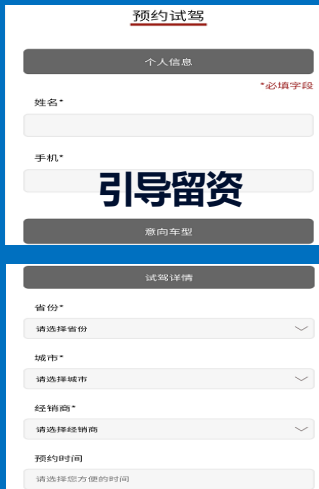 预约试驾
个人信息
*必填字段
姓名*
手机*
引导留资
意向车型
试驾详情
省份*
请选择省份
城市*
请选择城市
经销商*
请选择经销商
预约时间
请选择您方便的时间